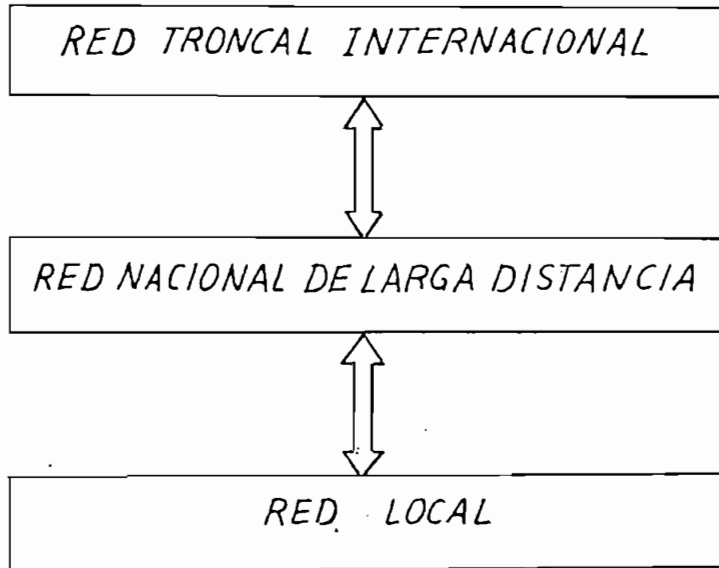 RED TRONCAL INTERNACIONAL
RED NACIONAL DE LARGA DISTANCIA
RED. LOCAL